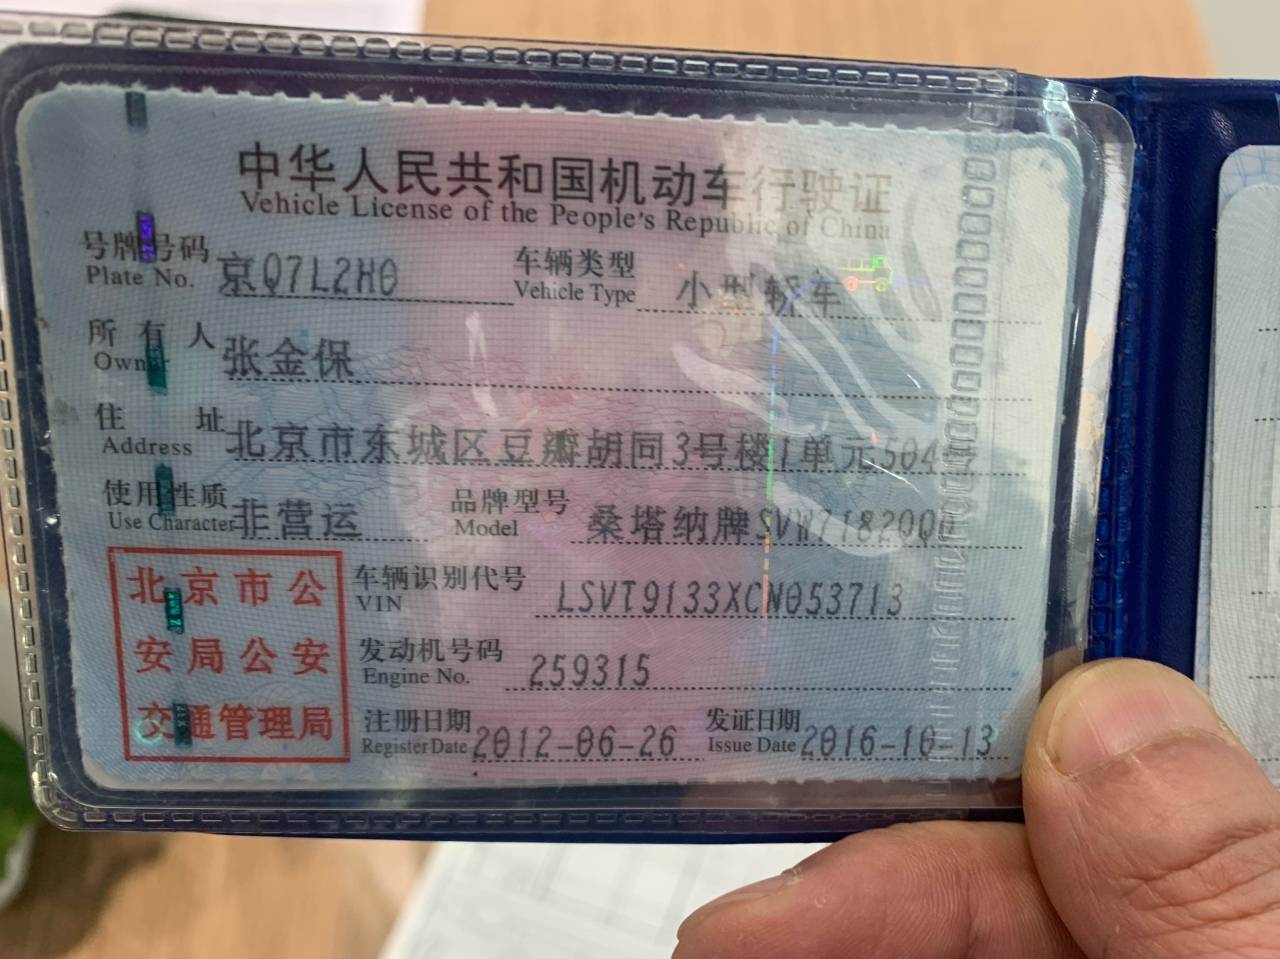 中华人民共和国机动车行驶证
Vehicle License of the People's Republic of China
号牌号码 京Q7L2H0 车辆类型 小型轿车
Plate No. Vehicle Type
所有人 张金保
Owner
住址 北京市东城区豆瓣胡同3号楼1单元504
Address
使用性质 非营运 品牌型号 桑塔纳牌SVW71820Q
Use Character Model
北京市公
安局公安
交通管理局
车辆识别代号 LSVT9133XCN053713
VIN
发动机号码 259315
Engine No.
注册日期 2012-06-26 发证日期 2016-10-13
Register Date Issue Date